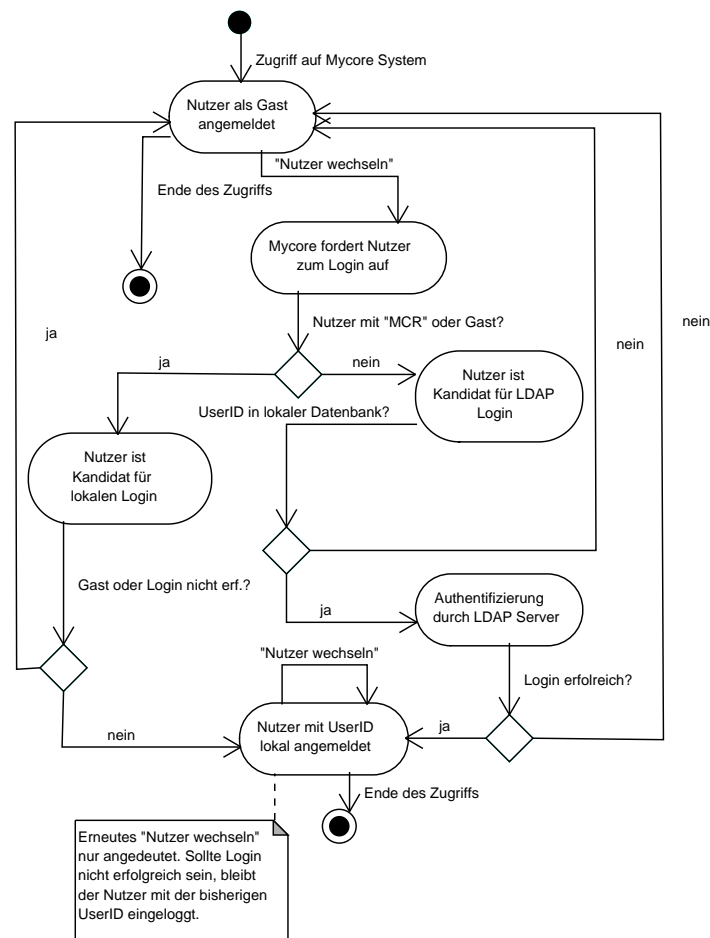 Zugriff auf Mycore System
Nutzer als Gast
angemeldet
"Nutzer wechseln"
Ende des Zugriffs
Mycore fordert Nutzer
zum Login auf
Nutzer mit "MCR" oder Gast?
ja
nein
nein
ja
nein
Nutzer ist
Kandidat für LDAP
Login
UserID in lokaler Datenbank?
Nutzer ist
Kandidat für
lokalen Login
Gast oder Login nicht erf.?
Authentifizierung
durch LDAP Server
ja
"Nutzer wechseln"
Login erfolreich?
Nutzer mit UserID
lokal angemeldet
nein
ja
Ende des Zugriffs
Erneutes "Nutzer wechseln"
nur angedeutet. Sollte Login
nicht erfolgreich sein, bleibt
der Nutzer mit der bisherigen
UserID eingeloggt.